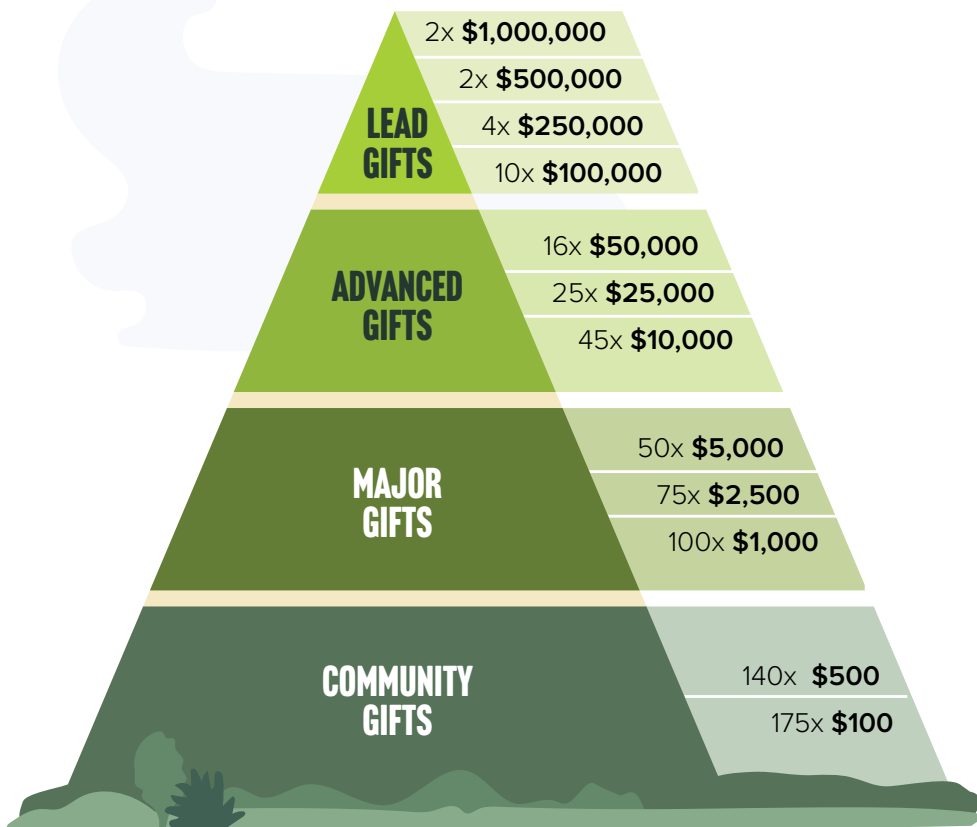 2x $1,000,000
2x $500,000
4x $250,000
10x $100,000
LEAD
GIFTS
16x $50,000
25x $25,000
45x $10,000
ADVANCED
GIFTS
50x $5,000
75x $2,500
100x $1,000
MAJOR
GIFTS
140x $500
175x $100
COMMUNITY
GIFTS